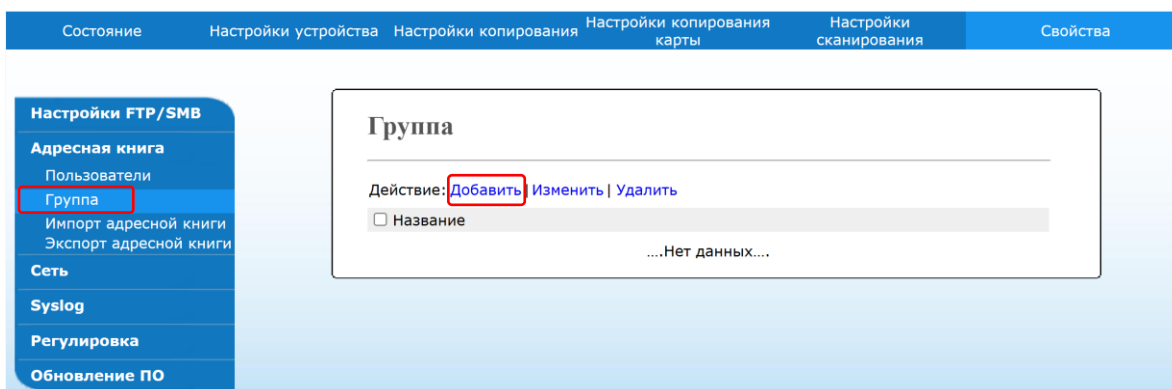 Состояние
Настройки устройства
Настройки копирования
Настройки копирования
карты
Настройки
сканирования
Свойства
Настройки FTP/SMB
Адресная книга
Пользователи
Группа
Импорт адресной книги
Экспорт адресной книги
Сеть
Syslog
Регулировка
Обновление ПО
Группа
Действие: Добавить | Изменить | Удалить
Название
....Нет данных....